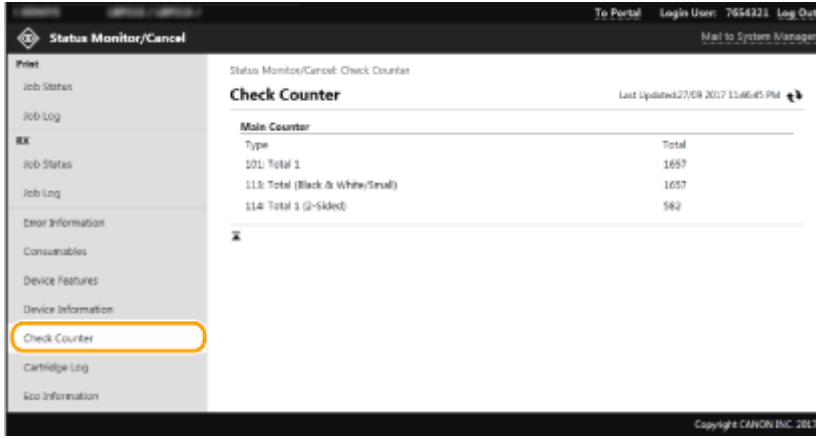 To Portal Login User: 7654321 Log Out
Status Monitor/Cancel
Mail to System Manager
Print
Job Status
Job Log
RX
Job Status
Job Log
Error Information
Consumables
Device Features
Device Information
Check Counter
Cartridge Log
Eco Information
Status Monitor/Cancel: Check Counter
Check Counter
Last Updated:27/09 2017 11:46:45 PM
Main Counter
Type Total
101: Total 1 1657
113: Total (Black & White/Small) 1657
114: Total 1 (2-Sided) 582
Copyright CANON INC. 2017